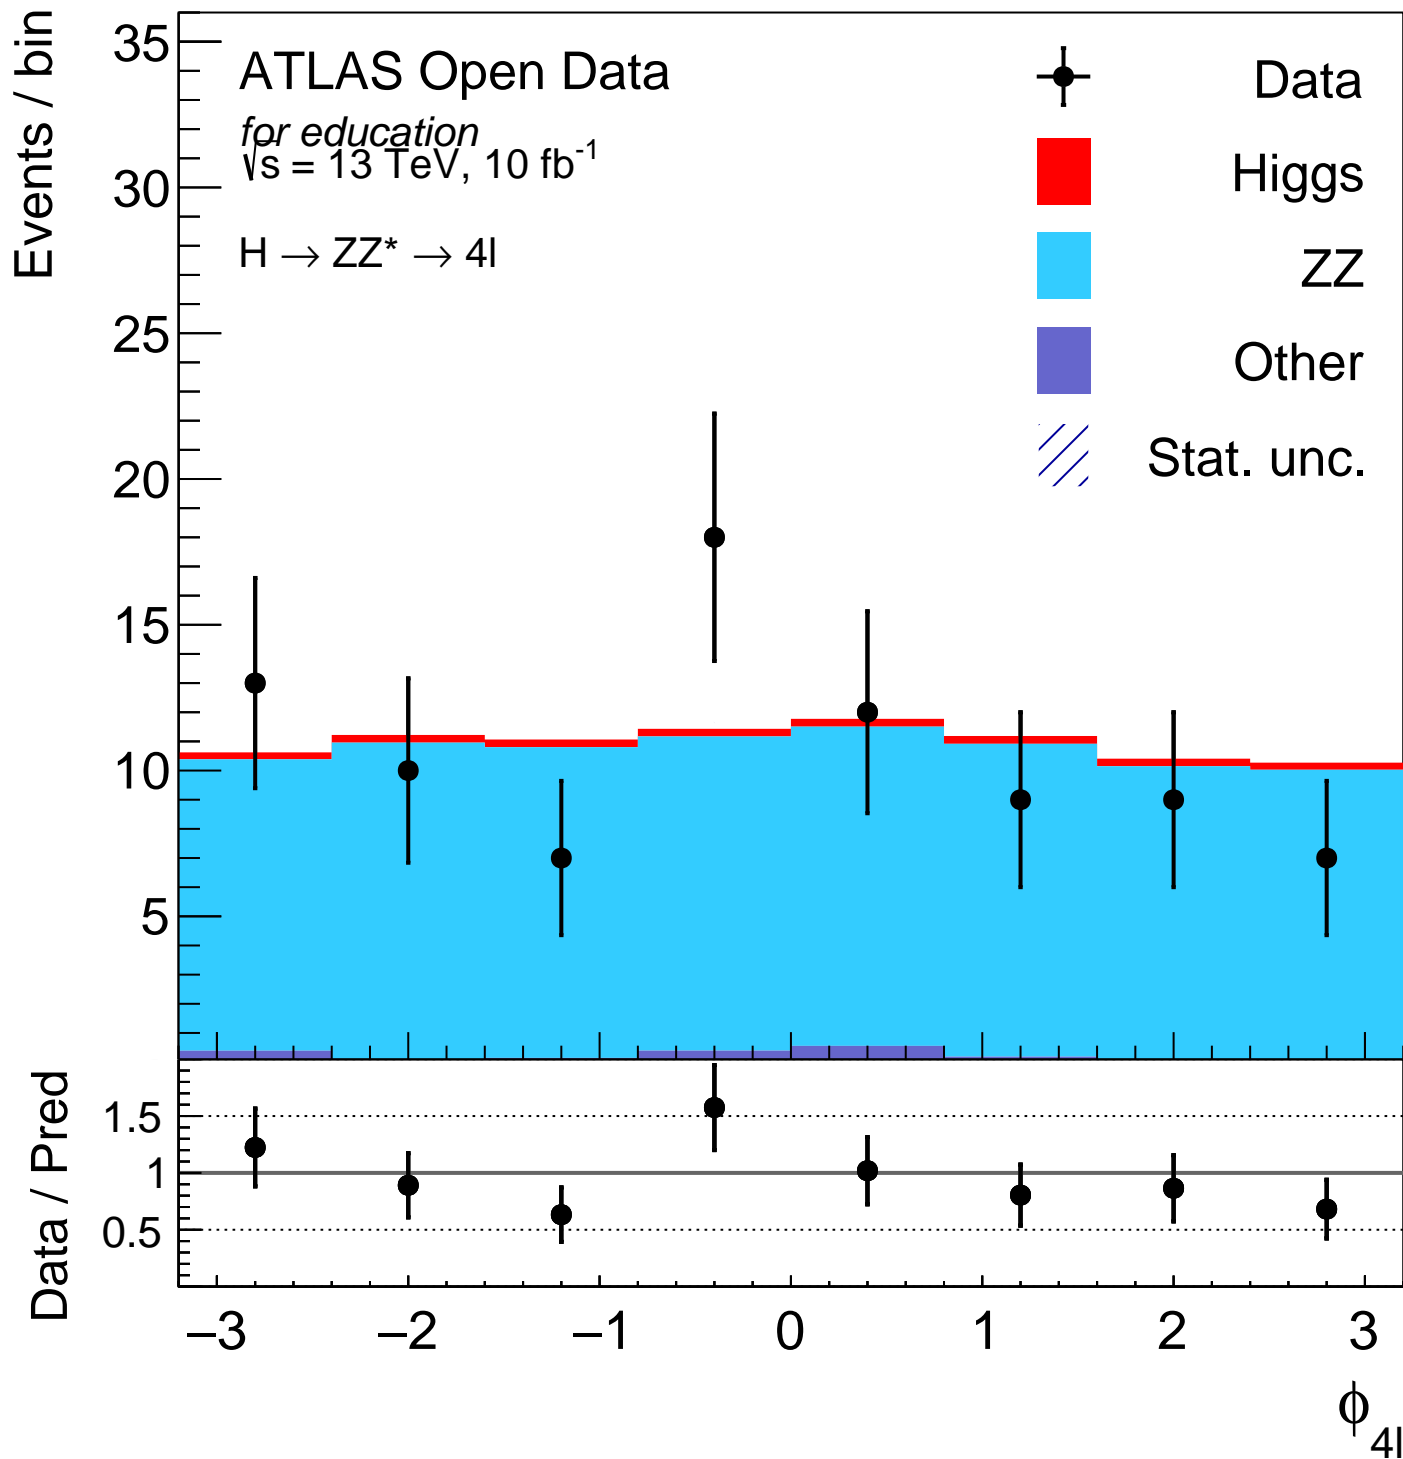 Events / bin
35
30
25
20
15
10
5
ATLAS Open Data
for education
√s = 13 TeV, 10 fb-1
H → ZZ* → 4l
Data
Higgs
ZZ
Other
Stat. unc.
Data / Pred
1.5
1
0.5
−3 −2 −1 0 1 2 3
ϕ4l